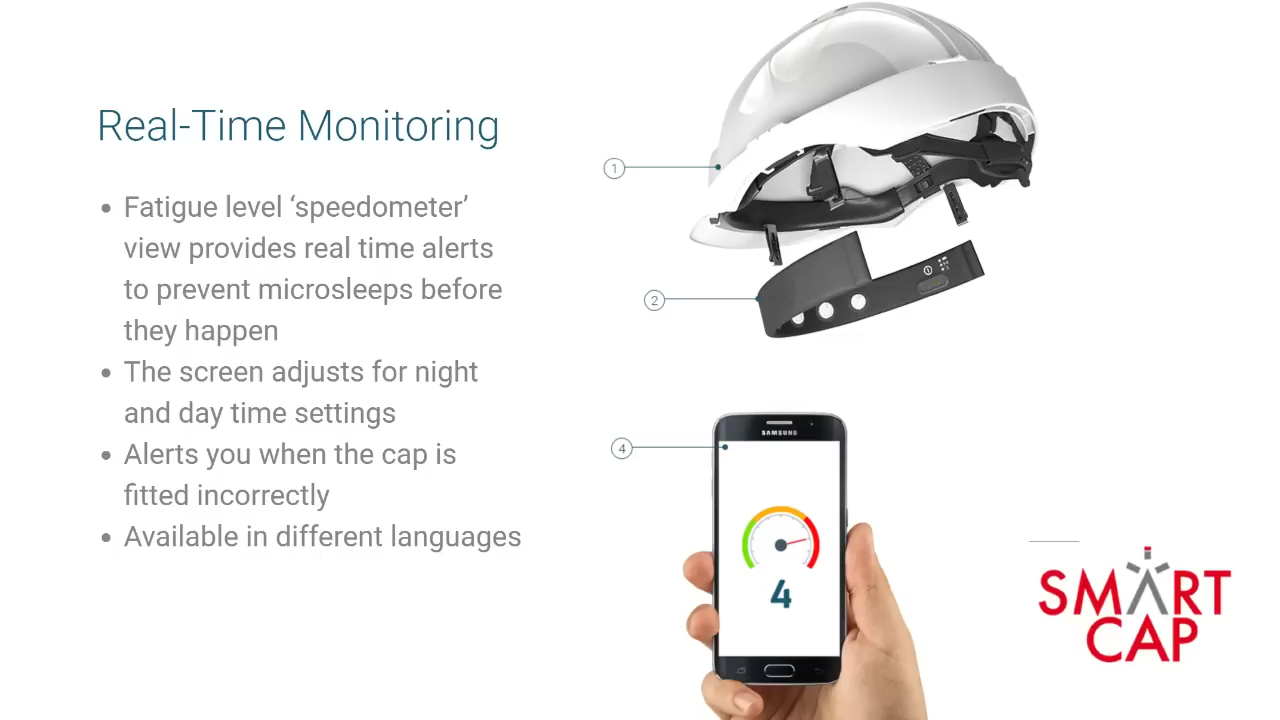 Real-Time Monitoring
• Fatigue level ‘speedometer’
view provides real time alerts
to prevent microsleeps before
they happen
• The screen adjusts for night
and day time settings
• Alerts you when the cap is
fitted incorrectly
• Available in different languages
1
2
4
SAMSUNG
4
SMART
CAP